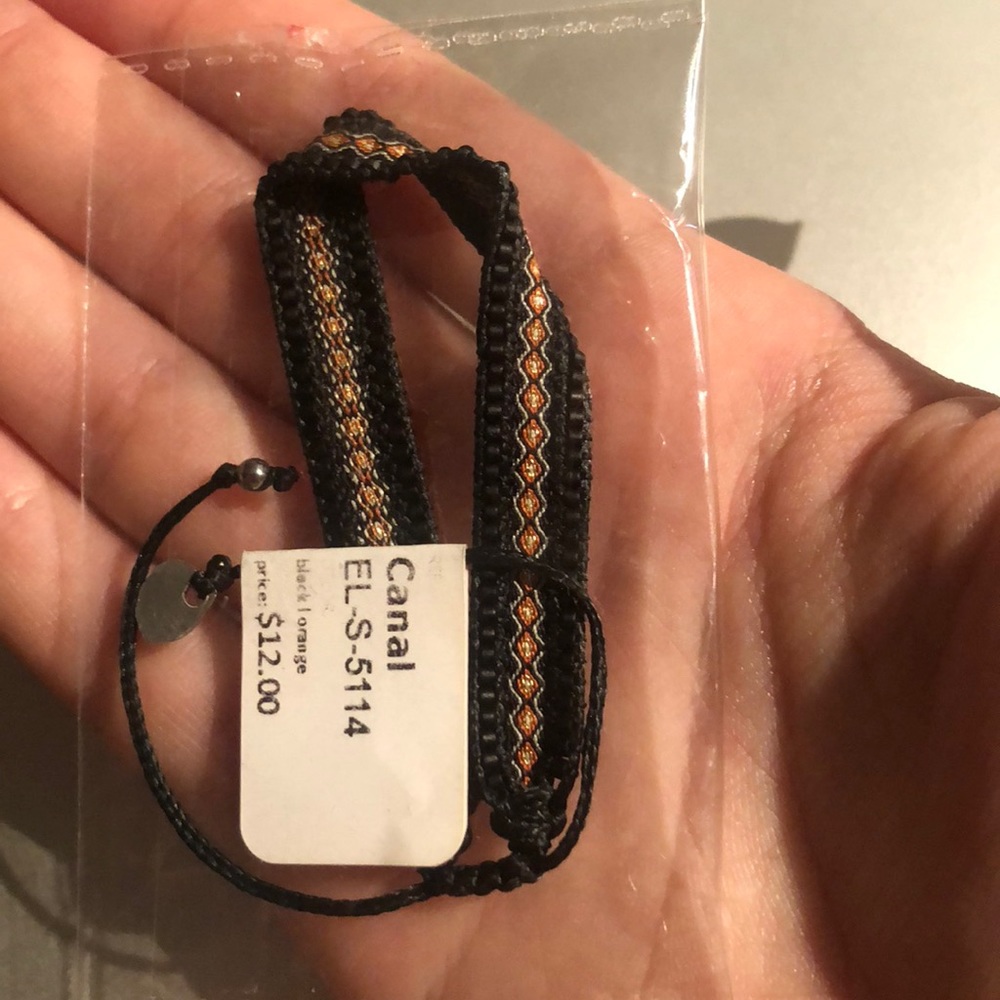 Canal
EL-S-5114
black | orange
price: $12.00